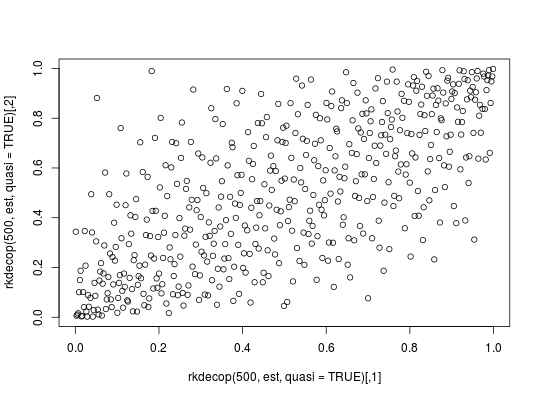 1.0
0.8
0.6
0.4
0.2
0.0
rkdecop(500, est, quasi = TRUE)[,2]
0.0 0.2 0.4 0.6 0.8 1.0
rkdecop(500, est, quasi = TRUE)[,1]